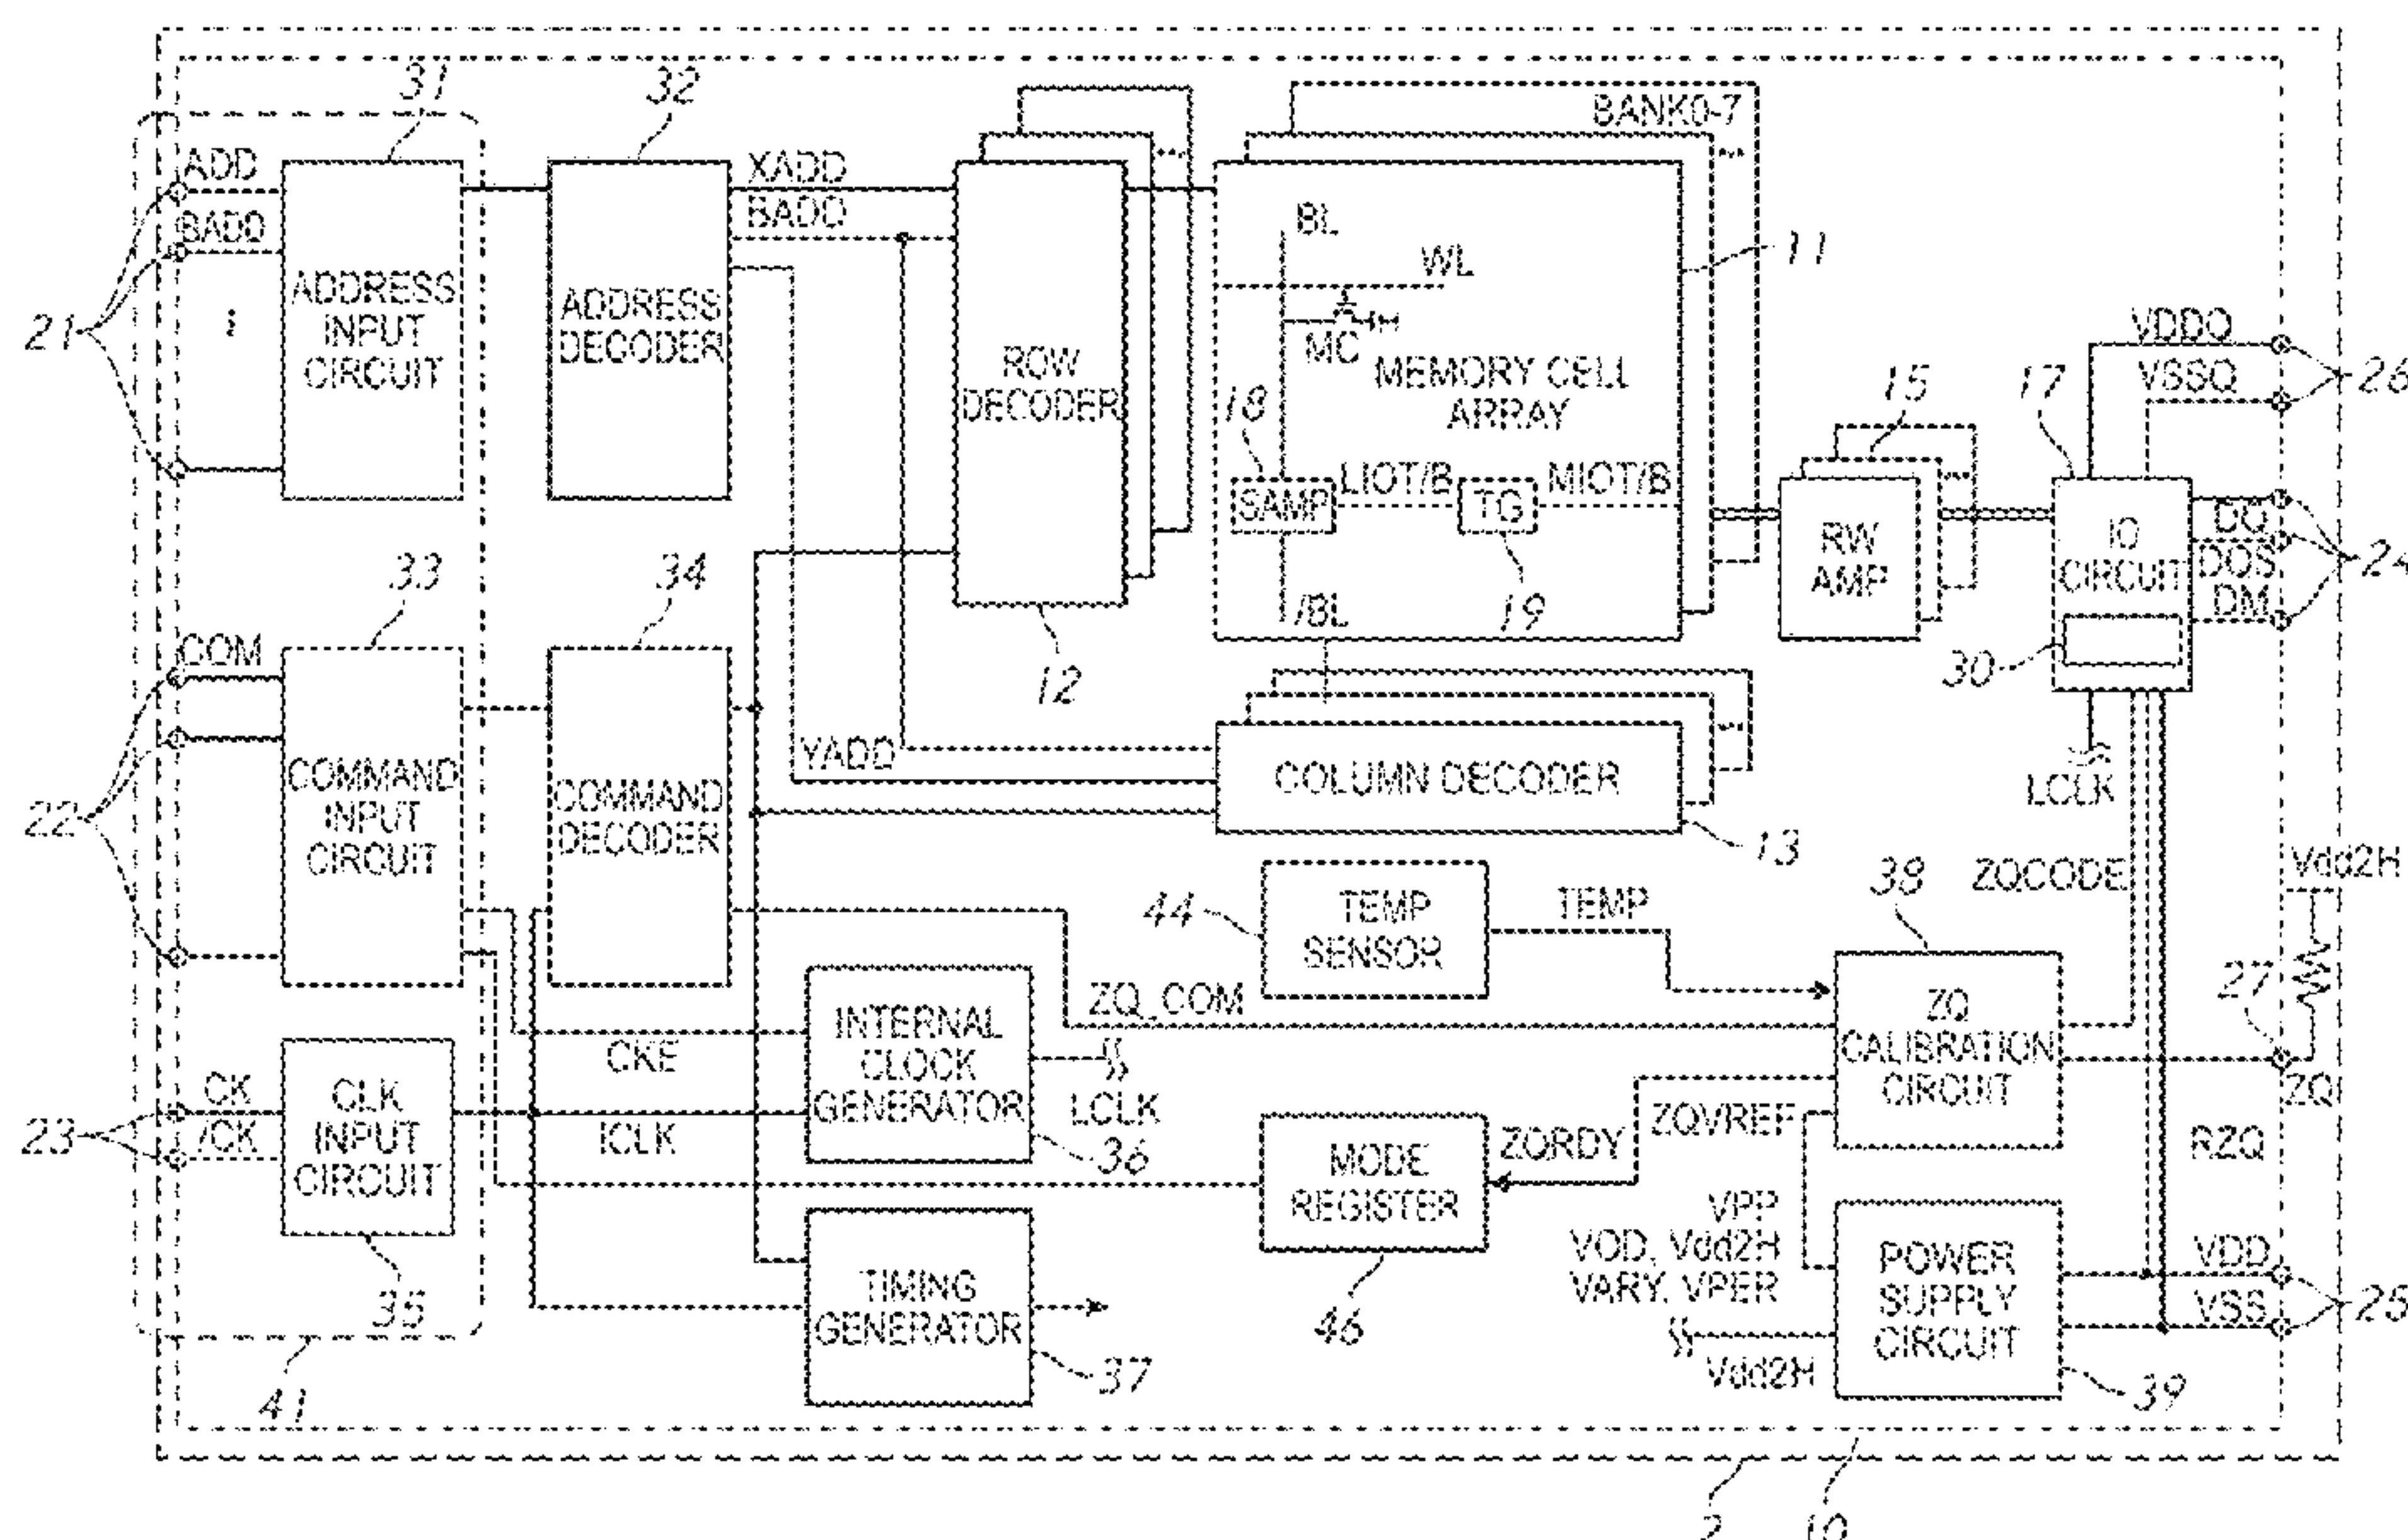 31
32
BANK0-7
ADD
BADD
21
ADDRESS
INPUT
CIRCUIT
ADDRESS
DECODER
XADD
BADD
ROW
DECODER
12
BL
WL
MC
MEMORY CELL
ARRAY
11
18
SAMP
LIOT/B
TG
MIOT/B
19
/BL
15
RW
AMP
17
IO
CIRCUIT
30
LCLK
VDDQ
VSSQ
26
DQ
DQS
DM
24
33
34
COM
22
COMMAND
INPUT
CIRCUIT
COMMAND
DECODER
YADD
COLUMN DECODER
13
44
TEMP
SENSOR
TEMP
38
ZQCODE
Vdd2H
27
ZQ_COM
ZQ
CALIBRATION
CIRCUIT
ZQ
RZQ
CK
/CK
23
CLK
INPUT
CIRCUIT
35
41
CKE
ICLK
INTERNAL
CLOCK
GENERATOR
LCLK
36
TIMING
GENERATOR
37
MODE
REGISTER
46
ZQRDY
ZQVREF
VPP
VOD, Vdd2H
VARY, VPER
Vdd2H
POWER
SUPPLY
CIRCUIT
39
VDD
VSS
25
2
10